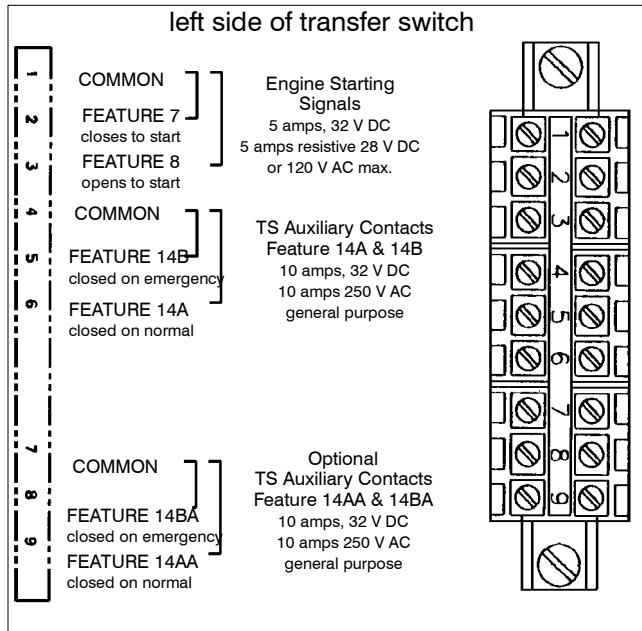 left side of transfer switch
1
COMMON
2
FEATURE 7
closes to start
3
FEATURE 8
opens to start
Engine Starting
Signals
5 amps, 32 V DC
5 amps resistive 28 V DC
or 120 V AC max.
4
COMMON
5
FEATURE 14B
closed on emergency
6
FEATURE 14A
closed on normal
TS Auxiliary Contacts
Feature 14A & 14B
10 amps, 32 V DC
10 amps 250 V AC
general purpose
7
COMMON
8
FEATURE 14BA
closed on emergency
9
FEATURE 14AA
closed on normal
Optional
TS Auxiliary Contacts
Feature 14AA & 14BA
10 amps, 32 V DC
10 amps 250 V AC
general purpose
1
2
3
4
5
6
7
8
9